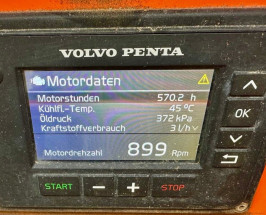 VOLVO PENTA
Motordaten
Motorstunden 570.2 h
Kühlfl.-Temp. 45 °C
Öldruck 372 kPa
Kraftstoffverbrauch 3 l/h
Motordrehzahl 899 Rpm
OK
START − + STOP